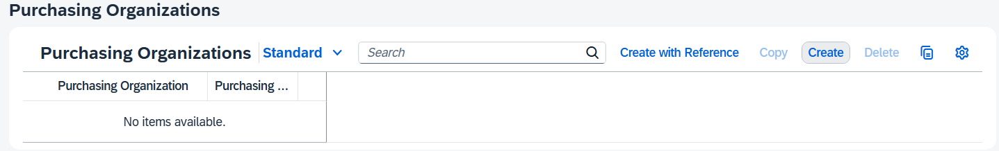 Purchasing Organizations
Purchasing Organizations Standard Search Create with Reference Copy Create Delete
Purchasing Organization Purchasing ...
No items available.